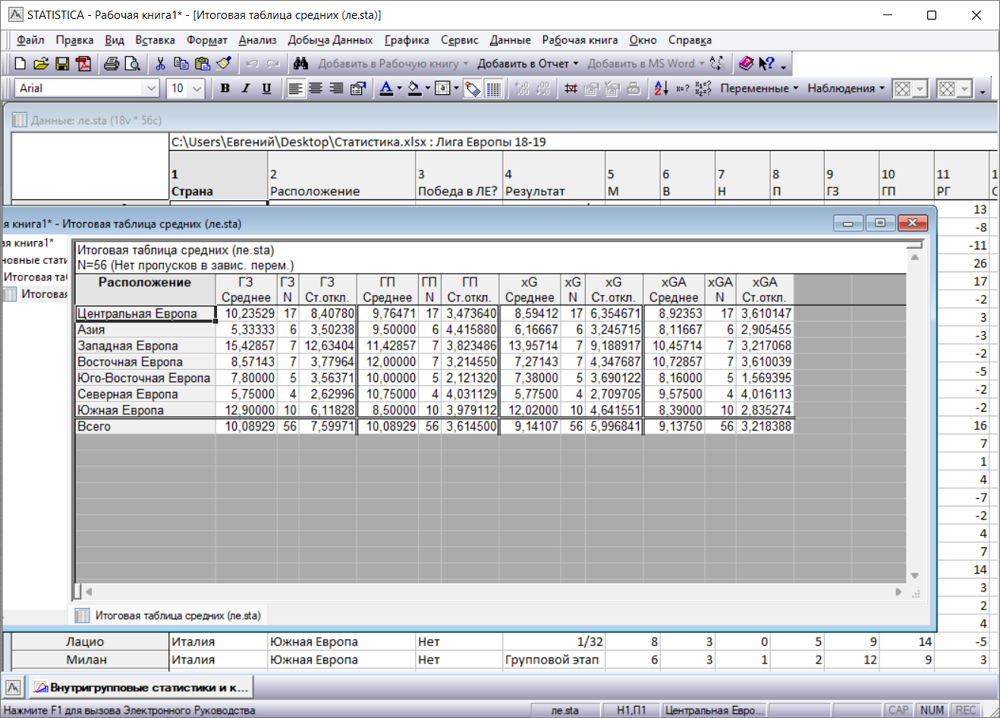 STATISTICA - Рабочая книга1* - [Итоговая таблица средних (ле.sta)]
Файл Правка Вид Вставка Формат Анализ Добыча Данных Графика Сервис Данные Рабочая книга Окно Справка
Добавить в Рабочую книгу Добавить в Отчет Добавить в MS Word
Arial 10 B I U Переменные Наблюдения
Данные: ле.sta (18v * 56c)
C:\Users\Евгений\Desktop\Статистика.xlsx : Лига Европы 18-19
1 2 3 4 5 6 7 8 9 10 11 1
Страна Расположение Победа в ЛЕ? Результат М В Н П ГЗ ГП РГ С
13
-8
-11
26
17
-2
3
-3
-2
-5
-2
-2
16
7
1
4
-7
-2
4
7
14
3
2
4
я книга1* - Итоговая таблица средних (ле.sta)
ая книга1*
новные стати
Итоговая таб
Итогова
Итоговая таблица средних (ле.sta)
N=56 (Нет пропусков в завис. перем.)
Расположение ГЗ ГЗ ГЗ ГП ГП ГП xG xG xG xGA xGA xGA
Среднее N Ст.откл. Среднее N Ст.откл. Среднее N Ст.откл. Среднее N Ст.откл.
Центральная Европа 10,23529 17 8,40780 9,76471 17 3,473640 8,59412 17 6,354671 8,92353 17 3,610147
Азия 5,33333 6 3,50238 9,50000 6 4,415880 6,16667 6 3,245715 8,11667 6 2,905455
Западная Европа 15,42857 7 12,63404 11,42857 7 3,823486 13,95714 7 9,188917 10,45714 7 3,217068
Восточная Европа 8,57143 7 3,77964 12,00000 7 3,214550 7,27143 7 4,347687 10,72857 7 3,610039
Юго-Восточная Европа 7,80000 5 3,56371 10,00000 5 2,121320 7,38000 5 3,690122 8,16000 5 1,569395
Северная Европа 5,75000 4 2,62996 10,75000 4 4,031129 5,77500 4 2,709705 9,57500 4 4,016113
Южная Европа 12,90000 10 6,11828 8,50000 10 3,979112 12,02000 10 4,641551 8,39000 10 2,835274
Всего 10,08929 56 7,59971 10,08929 56 3,614500 9,14107 56 5,996841 9,13750 56 3,218388
Итоговая таблица средних (ле.sta)
Лацио Италия Южная Европа Нет 1/32 8 3 0 5 9 14 -5
Милан Италия Южная Европа Нет Групповой этап 6 3 1 2 12 9 3
Внутригрупповые статистики и к...
Нажмите F1 для вызова Электронного Руководства ле.sta Н1,П1 Центральная Евро... CAP NUM REC